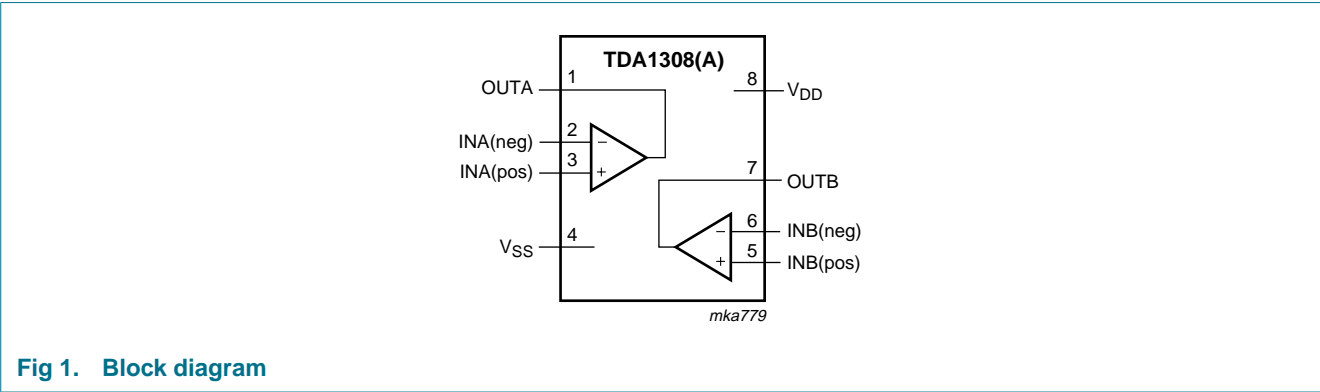 TDA1308(A)
OUTA 1
8 VDD
INA(neg) 2 −
INA(pos) 3 +
7 OUTB
VSS 4
− 6 INB(neg)
+ 5 INB(pos)
mka779
Fig 1. Block diagram